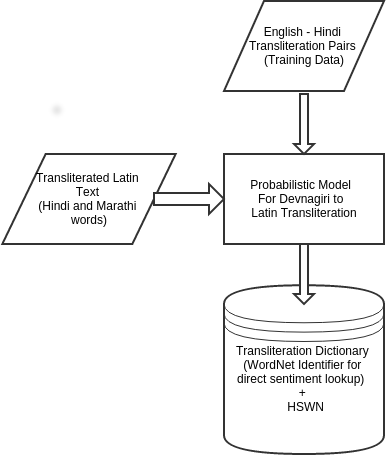 English - Hindi
Transliteration Pairs
(Training Data)
Transliterated Latin
Text
(Hindi and Marathi
words)
Probabilistic Model
For Devnagiri to
Latin Transliteration
Transliteration Dictionary
(WordNet Identifier for
direct sentiment lookup)
+
HSWN